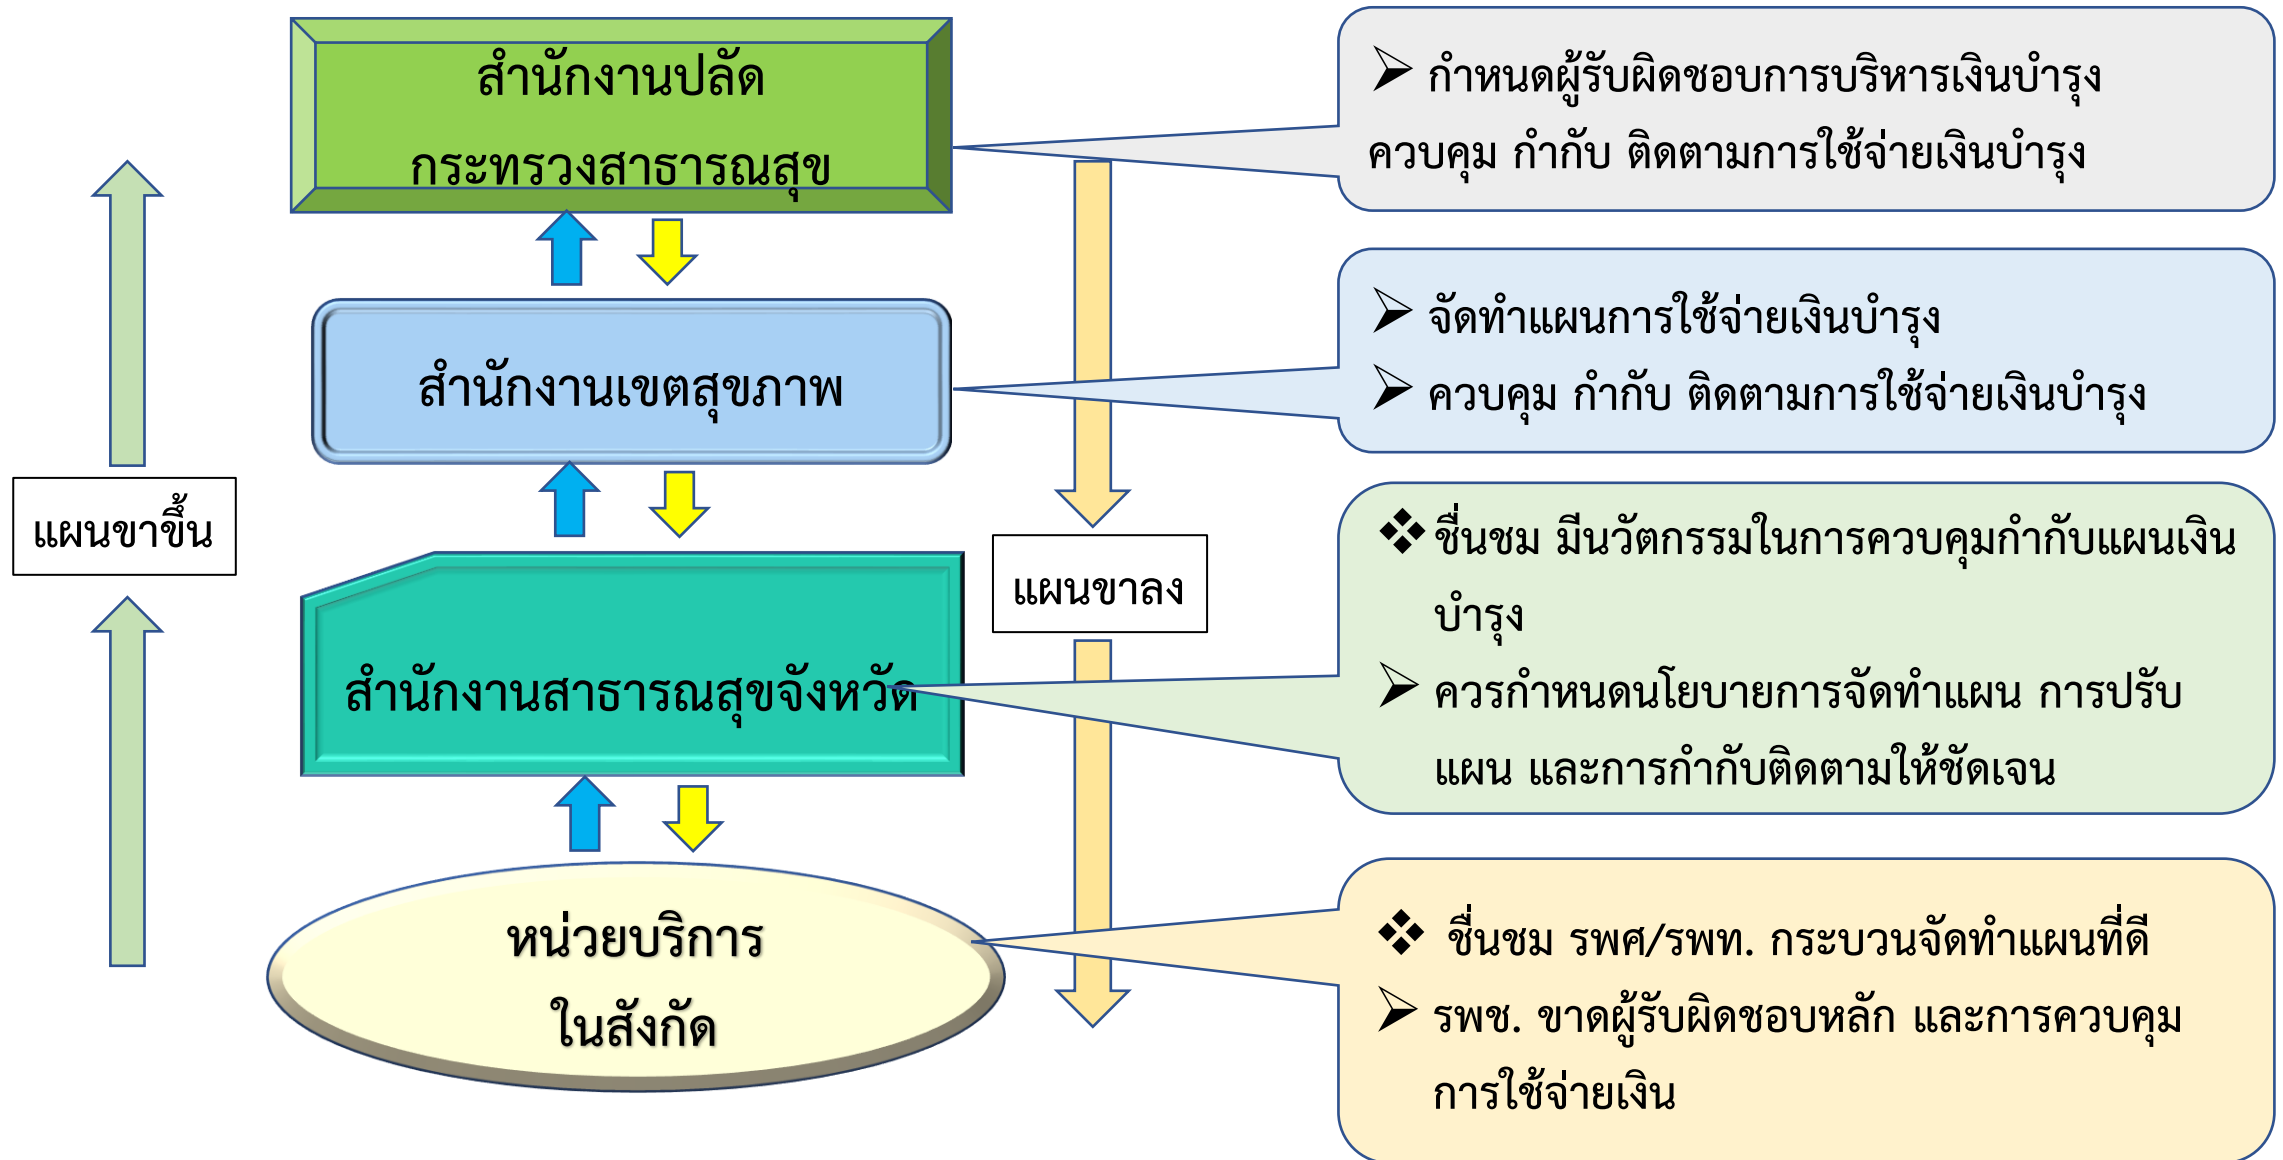 สำนักงานปลัด
กระทรวงสาธารณสุข
➢ กำหนดผู้รับผิดชอบการบริหารเงินบำรุง
ควบคุม กำกับ ติดตามการใช้จ่ายเงินบำรุง
สำนักงานเขตสุขภาพ
➢ จัดทำแผนการใช้จ่ายเงินบำรุง
➢ ควบคุม กำกับ ติดตามการใช้จ่ายเงินบำรุง
แผนขาขึ้น
แผนขาลง
สำนักงานสาธารณสุขจังหวัด
❖ ชื่นชม มีนวัตกรรมในการควบคุมกำกับแผนเงิน
บำรุง
➢ ควรกำหนดนโยบายการจัดทำแผน การปรับ
แผน และการกำกับติดตามให้ชัดเจน
หน่วยบริการ
ในสังกัด
❖ ชื่นชม รพศ/รพท. กระบวนจัดทำแผนที่ดี
➢ รพช. ขาดผู้รับผิดชอบหลัก และการควบคุม
การใช้จ่ายเงิน